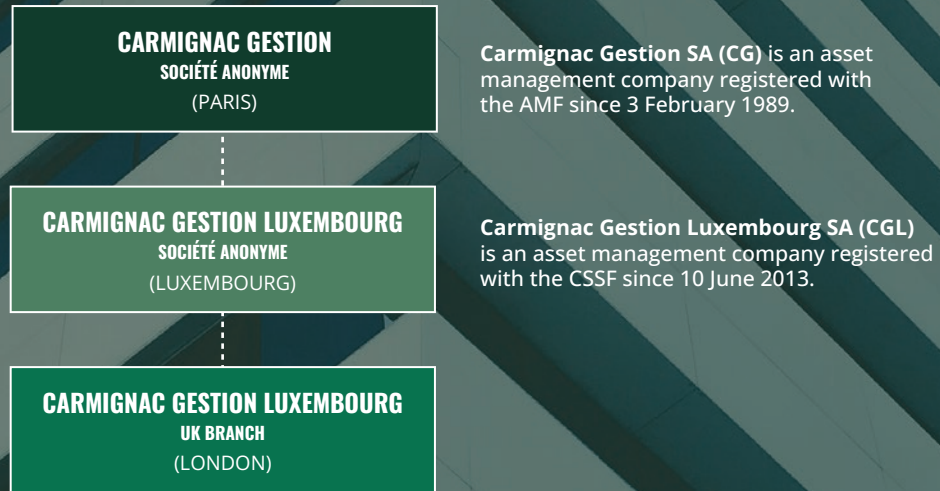 CARMIGNAC GESTION
SOCIÉTÉ ANONYME
(PARIS)
Carmignac Gestion SA (CG) is an asset
management company registered with
the AMF since 3 February 1989.
CARMIGNAC GESTION LUXEMBOURG
SOCIÉTÉ ANONYME
(LUXEMBOURG)
Carmignac Gestion Luxembourg SA (CGL)
is an asset management company registered
with the CSSF since 10 June 2013.
CARMIGNAC GESTION LUXEMBOURG
UK BRANCH
(LONDON)